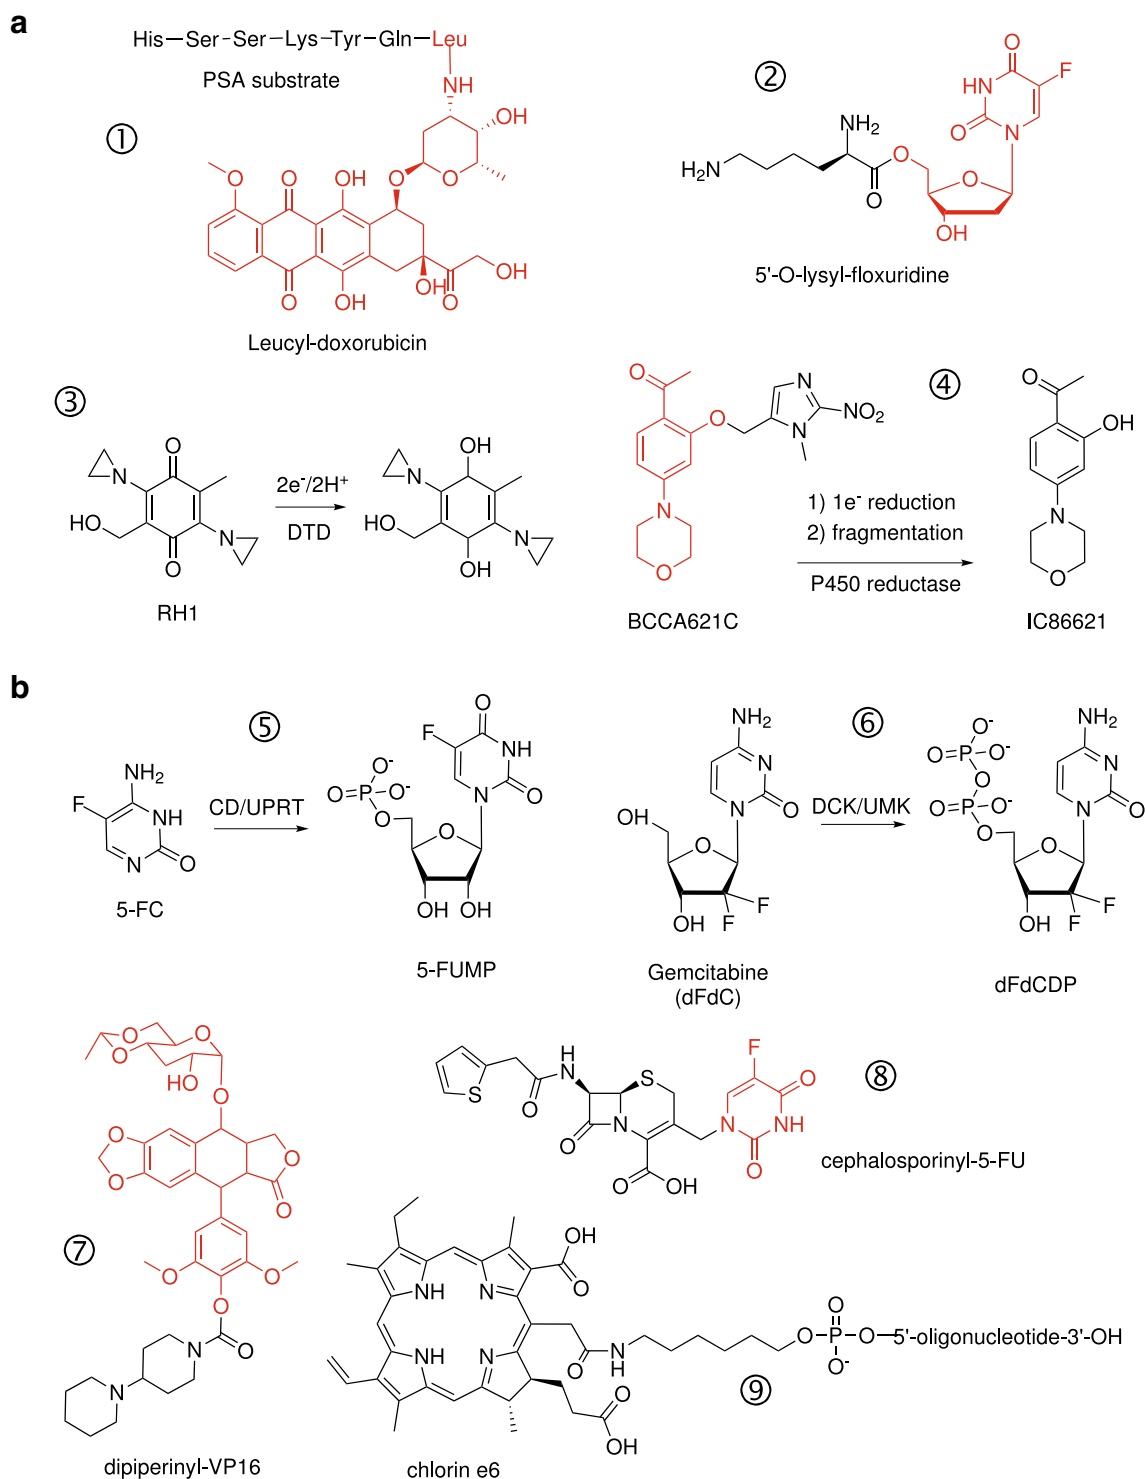 a
His—Ser–Ser–Lys–Tyr–Gln–Leu
PSA substrate
NH
OH
①
O
O
O
O
OH
O
OH
O
OH
OH
O
Leucyl-doxorubicin
②
O
F
NH
O
N
NH₂
H₂N
O
O
O
OH
5'-O-lysyl-floxuridine
③
O
N
HO
N
O
RH1
2e⁻/2H⁺
DTD
OH
N
HO
N
OH
④
O
N
NO₂
O
N
N
O
BCCA621C
1) 1e⁻ reduction
2) fragmentation
P450 reductase
O
OH
N
O
IC86621
b
⑤
NH₂
F
NH
N
O
5-FC
CD/UPRT
O
F
NH
O⁻
O=P–O⁻
N
O
O
O
OH
OH
5-FUMP
⑥
NH₂
N
N
O
HO
O
F
OH
F
Gemcitabine
(dFdC)
DCK/UMK
O⁻
O=P–O⁻
O
O=P–O⁻
O
NH₂
N
N
O
O
F
OH
F
dFdCDP
⑦
O
O
O
HO
O
O
O
O
O
O
O
O
O
N
N
dipiperinyl-VP16
⑧
S
H
N
O
S
N
O
O
OH
F
O
N
NH
O
cephalosporinyl-5-FU
⑨
OH
O
NH
N
NH
N
O
N
H
O
OH
O
O
P
O
O⁻
5'-oligonucleotide-3'-OH
chlorin e6